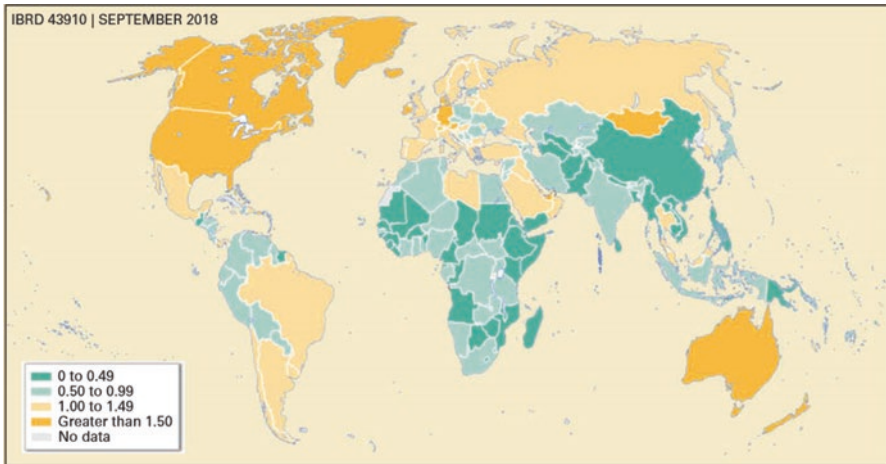 IBRD 43910 | SEPTEMBER 2018
0 to 0.49
0.50 to 0.99
1.00 to 1.49
Greater than 1.50
No data